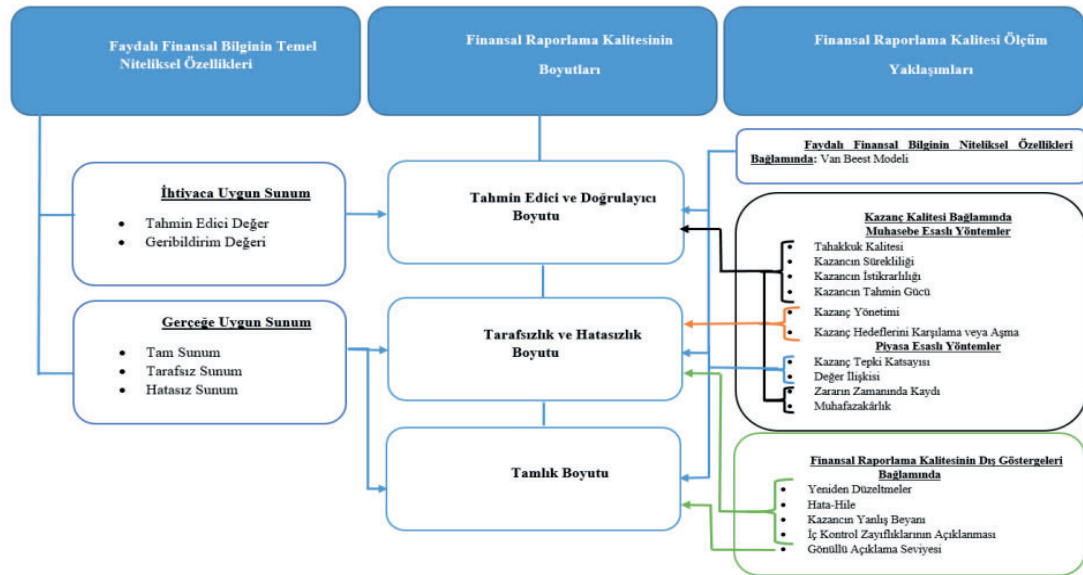 Faydalı Finansal Bilginin Temel
Niteliksel Özellikleri
Finansal Raporlama Kalitesinin
Boyutları
Finansal Raporlama Kalitesi Ölçüm
Yaklaşımları
İhtiyaca Uygun Sunum
• Tahmin Edici Değer
• Geribildirim Değeri
Gerçeğe Uygun Sunum
• Tam Sunum
• Tarafsız Sunum
• Hatasız Sunum
Tahmin Edici ve Doğrulayıcı
Boyutu
Tarafsızlık ve Hatasızlık
Boyutu
Tamlık Boyutu
Faydalı Finansal Bilginin Niteliksel Özellikleri
Bağlamında: Van Beest Modeli
Kazanç Kalitesi Bağlamında
Muhasebe Esaslı Yöntemler
• Tahakkuk Kalitesi
• Kazancın Sürekliliği
• Kazancın İstikrarlılığı
• Kazancın Tahmin Gücü
• Kazanç Yönetimi
• Kazanç Hedeflerini Karşılama veya Aşma
Piyasa Esaslı Yöntemler
• Kazanç Tepki Katsayısı
• Değer İlişkisi
• Zararın Zamanında Kaydı
• Muhafazakârlık
Finansal Raporlama Kalitesinin Dış Göstergeleri
Bağlamında
• Yeniden Düzeltmeler
• Hata-Hile
• Kazancın Yanlış Beyanı
• İç Kontrol Zayıflıklarının Açıklanması
• Gönüllü Açıklama Seviyesi